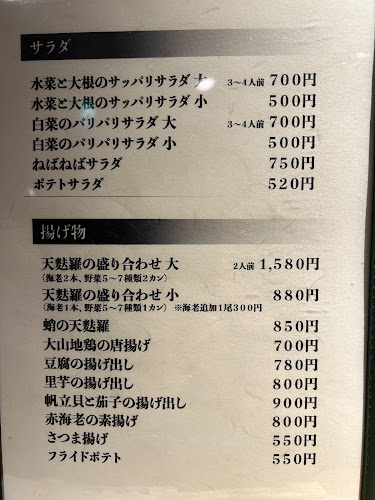 サラダ
水菜と大根のサッパリサラダ 大 3〜4人前 700円
水菜と大根のサッパリサラダ 小 500円
白菜のパリパリサラダ 大 3〜4人前 700円
白菜のパリパリサラダ 小 500円
ねばねばサラダ 750円
ポテトサラダ 520円
揚げ物
天麩羅の盛り合わせ 大 2人前 1,580円
（海老2本、野菜5〜7種類2カン）
天麩羅の盛り合わせ 小 880円
（海老1本、野菜5〜7種類1カン） ※海老追加1尾300円
蛸の天麩羅 850円
大山地鶏の唐揚げ 700円
豆腐の揚げ出し 780円
里芋の揚げ出し 800円
帆立貝と茄子の揚げ出し 900円
赤海老の素揚げ 800円
さつま揚げ 550円
フライドポテト 550円